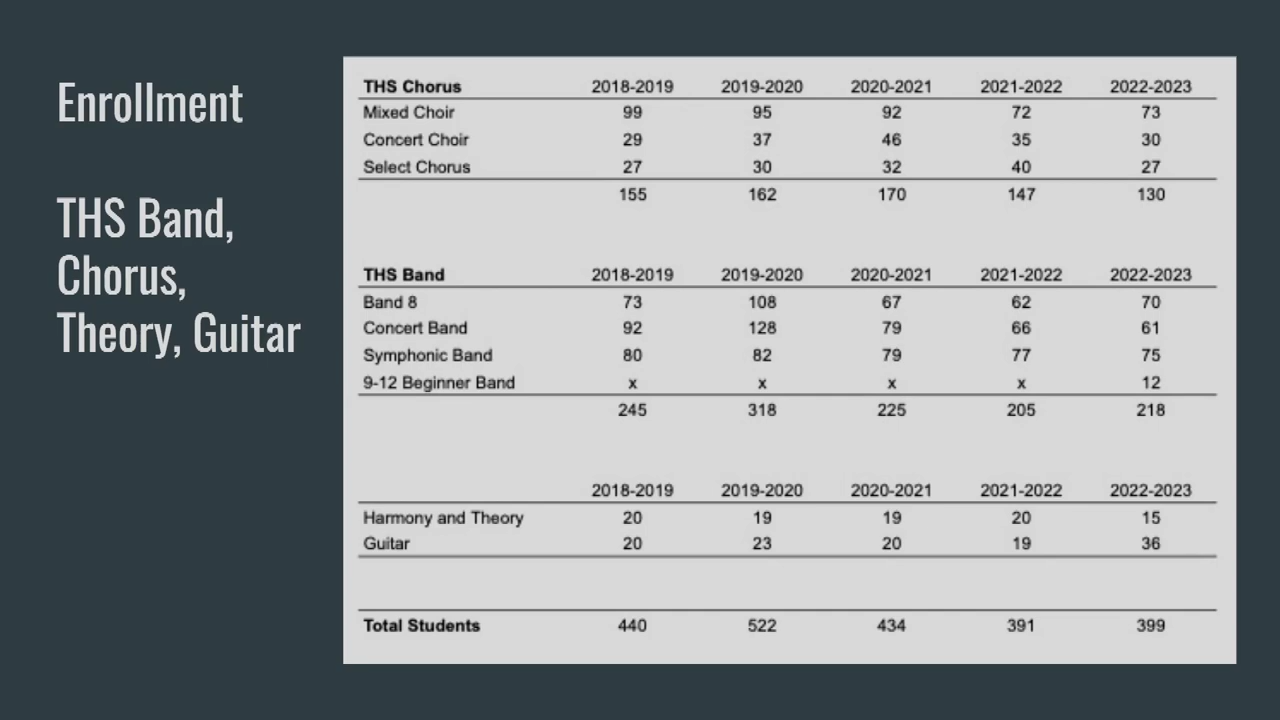 Enrollment
THS Band,
Chorus,
Theory, Guitar
THS Chorus 2018-2019 2019-2020 2020-2021 2021-2022 2022-2023
Mixed Choir 99 95 92 72 73
Concert Choir 29 37 46 35 30
Select Chorus 27 30 32 40 27
155 162 170 147 130
THS Band 2018-2019 2019-2020 2020-2021 2021-2022 2022-2023
Band 8 73 108 67 62 70
Concert Band 92 128 79 66 61
Symphonic Band 80 82 79 77 75
9-12 Beginner Band x x x x 12
245 318 225 205 218
2018-2019 2019-2020 2020-2021 2021-2022 2022-2023
Harmony and Theory 20 19 19 20 15
Guitar 20 23 20 19 36
Total Students 440 522 434 391 399